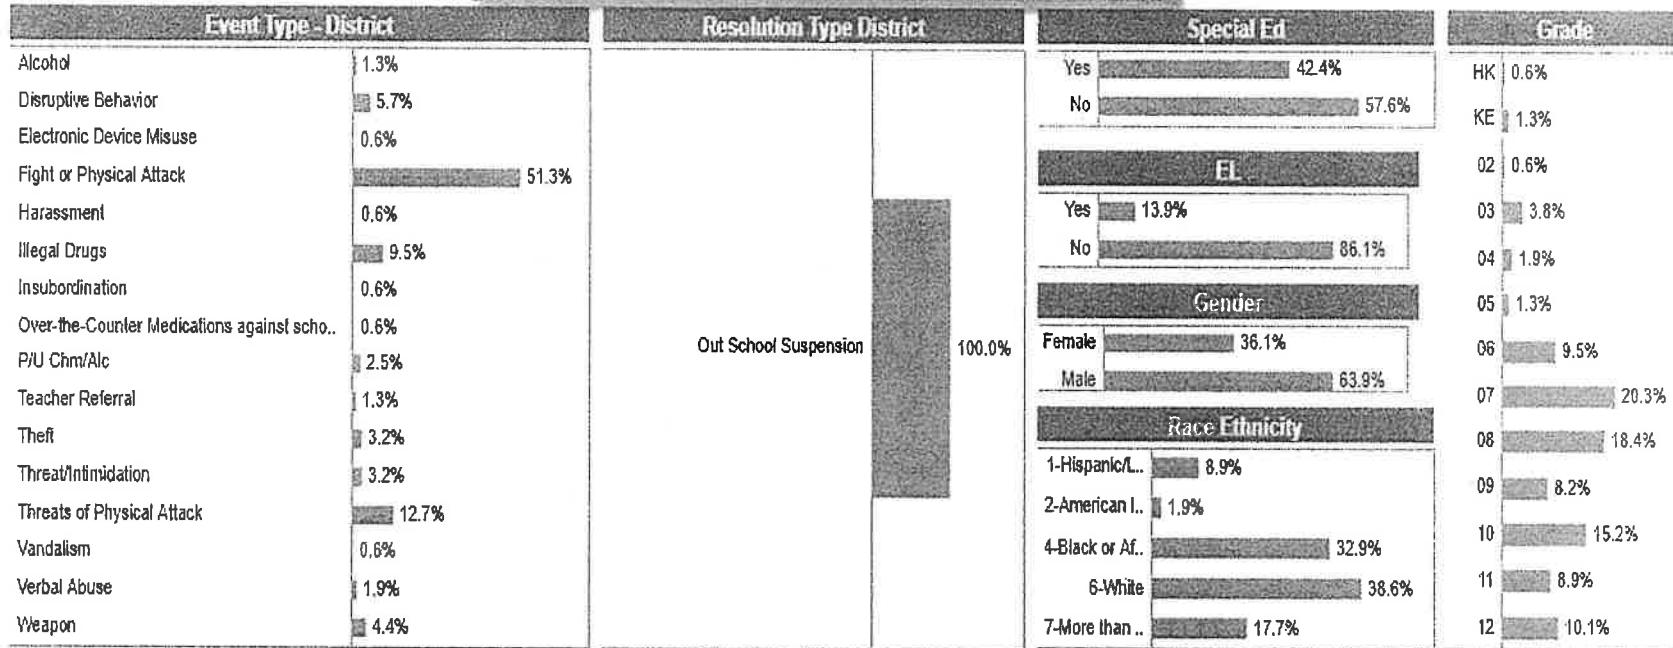 Event Type - District
Alcohol 1.3%
Disruptive Behavior 5.7%
Electronic Device Misuse 0.6%
Fight or Physical Attack 51.3%
Harassment 0.6%
Illegal Drugs 9.5%
Insubordination 0.6%
Over-the-Counter Medications against scho.. 0.6%
P/U Chm/Alc 2.5%
Teacher Referral 1.3%
Theft 3.2%
Threat/Intimidation 3.2%
Threats of Physical Attack 12.7%
Vandalism 0.6%
Verbal Abuse 1.9%
Weapon 4.4%
Resolution Type District
Out School Suspension 100.0%
Special Ed
Yes 42.4%
No 57.6%
EL
Yes 13.9%
No 86.1%
Gender
Female 36.1%
Male 63.9%
Race Ethnicity
1-Hispanic/L.. 8.9%
2-American I.. 1.9%
4-Black or Af.. 32.9%
6-White 38.6%
7-More than .. 17.7%
Grade
HK 0.6%
KE 1.3%
02 0.6%
03 3.8%
04 1.9%
05 1.3%
06 9.5%
07 20.3%
08 18.4%
09 8.2%
10 15.2%
11 8.9%
12 10.1%